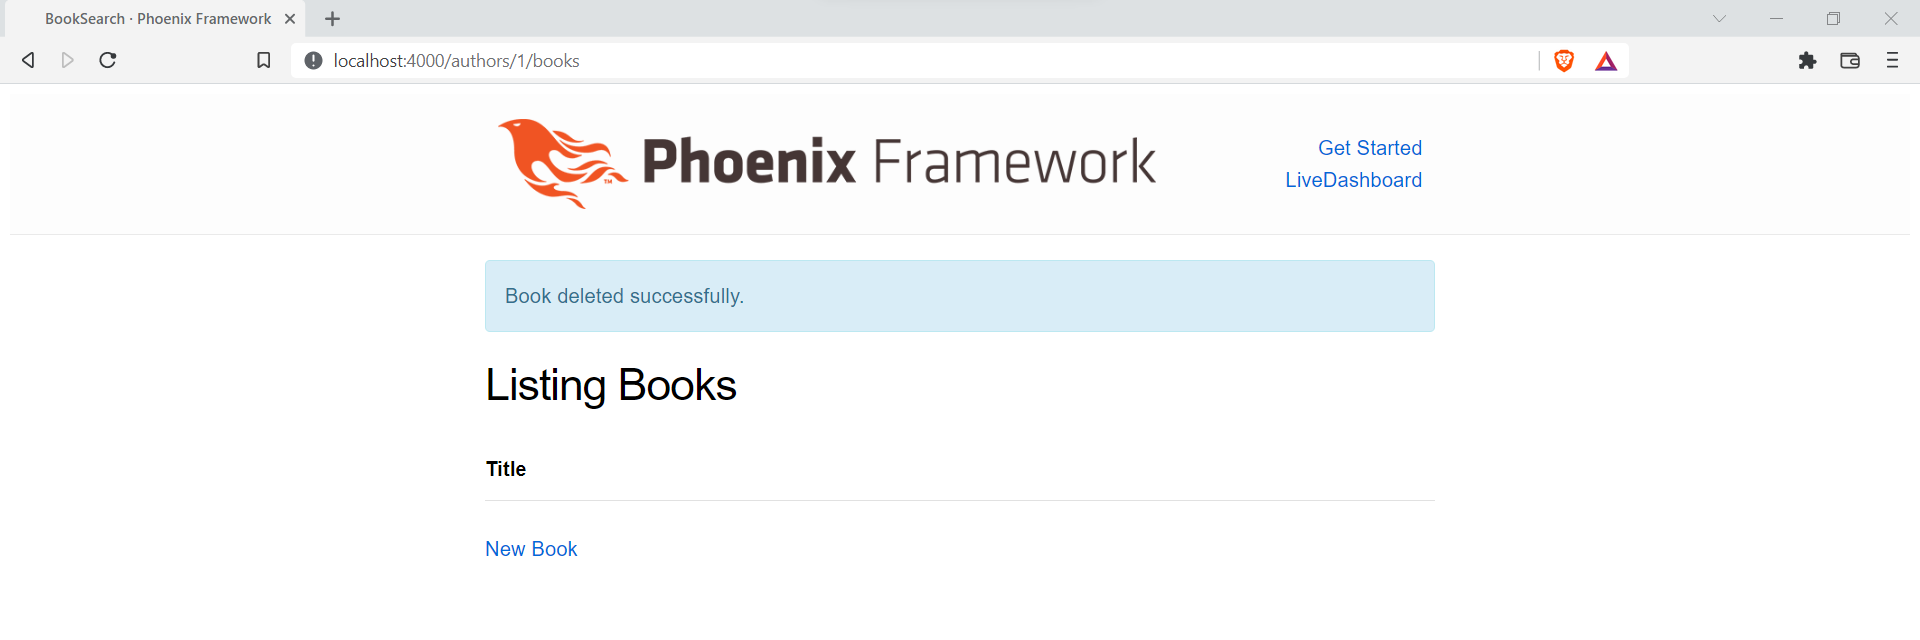 BookSearch · Phoenix Framework
localhost:4000/authors/1/books
Phoenix Framework
TM
Get Started
LiveDashboard
Book deleted successfully.
Listing Books
Title
New Book